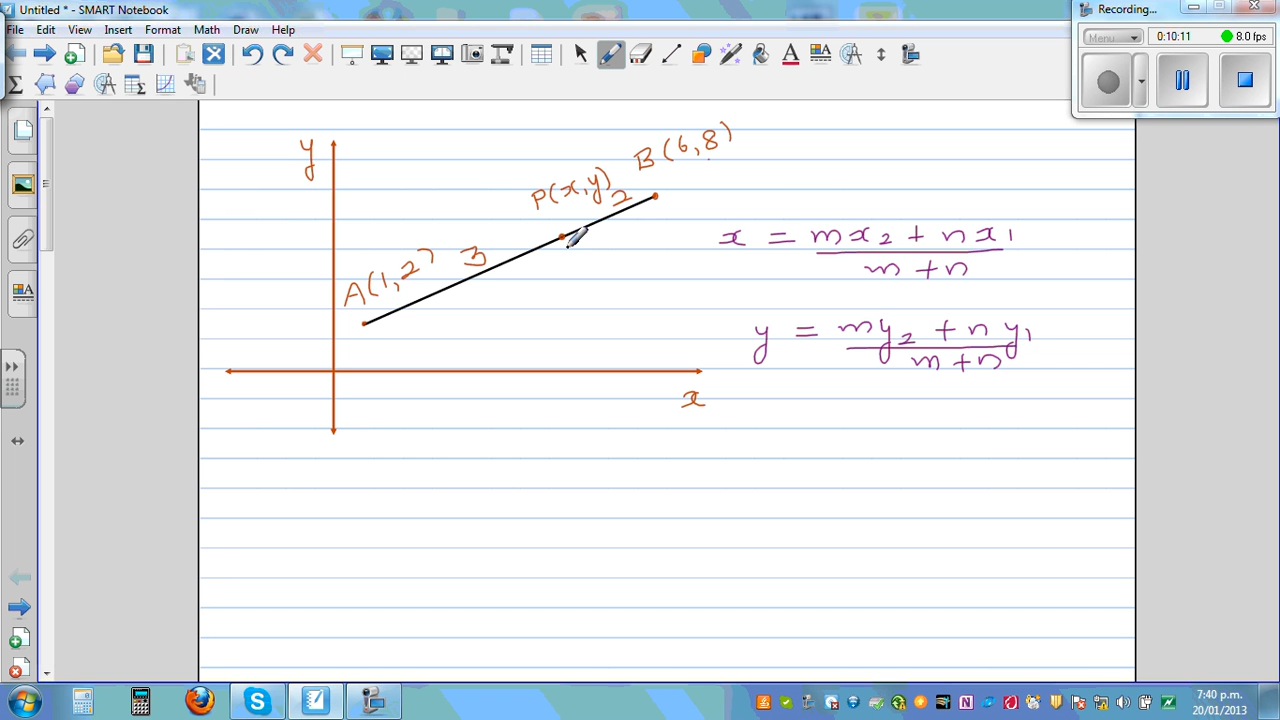 Untitled * - SMART Notebook
Recording...
File Edit View Insert Format Math Draw Help
Menu
0:10:11
8.0 fps
y
B(6,8)
P(x,y) 2
x = mx₂ + nx₁
m + n
A(1,2) 3
y = my₂ + ny₁
m + n
x
7:40 p.m.
20/01/2013